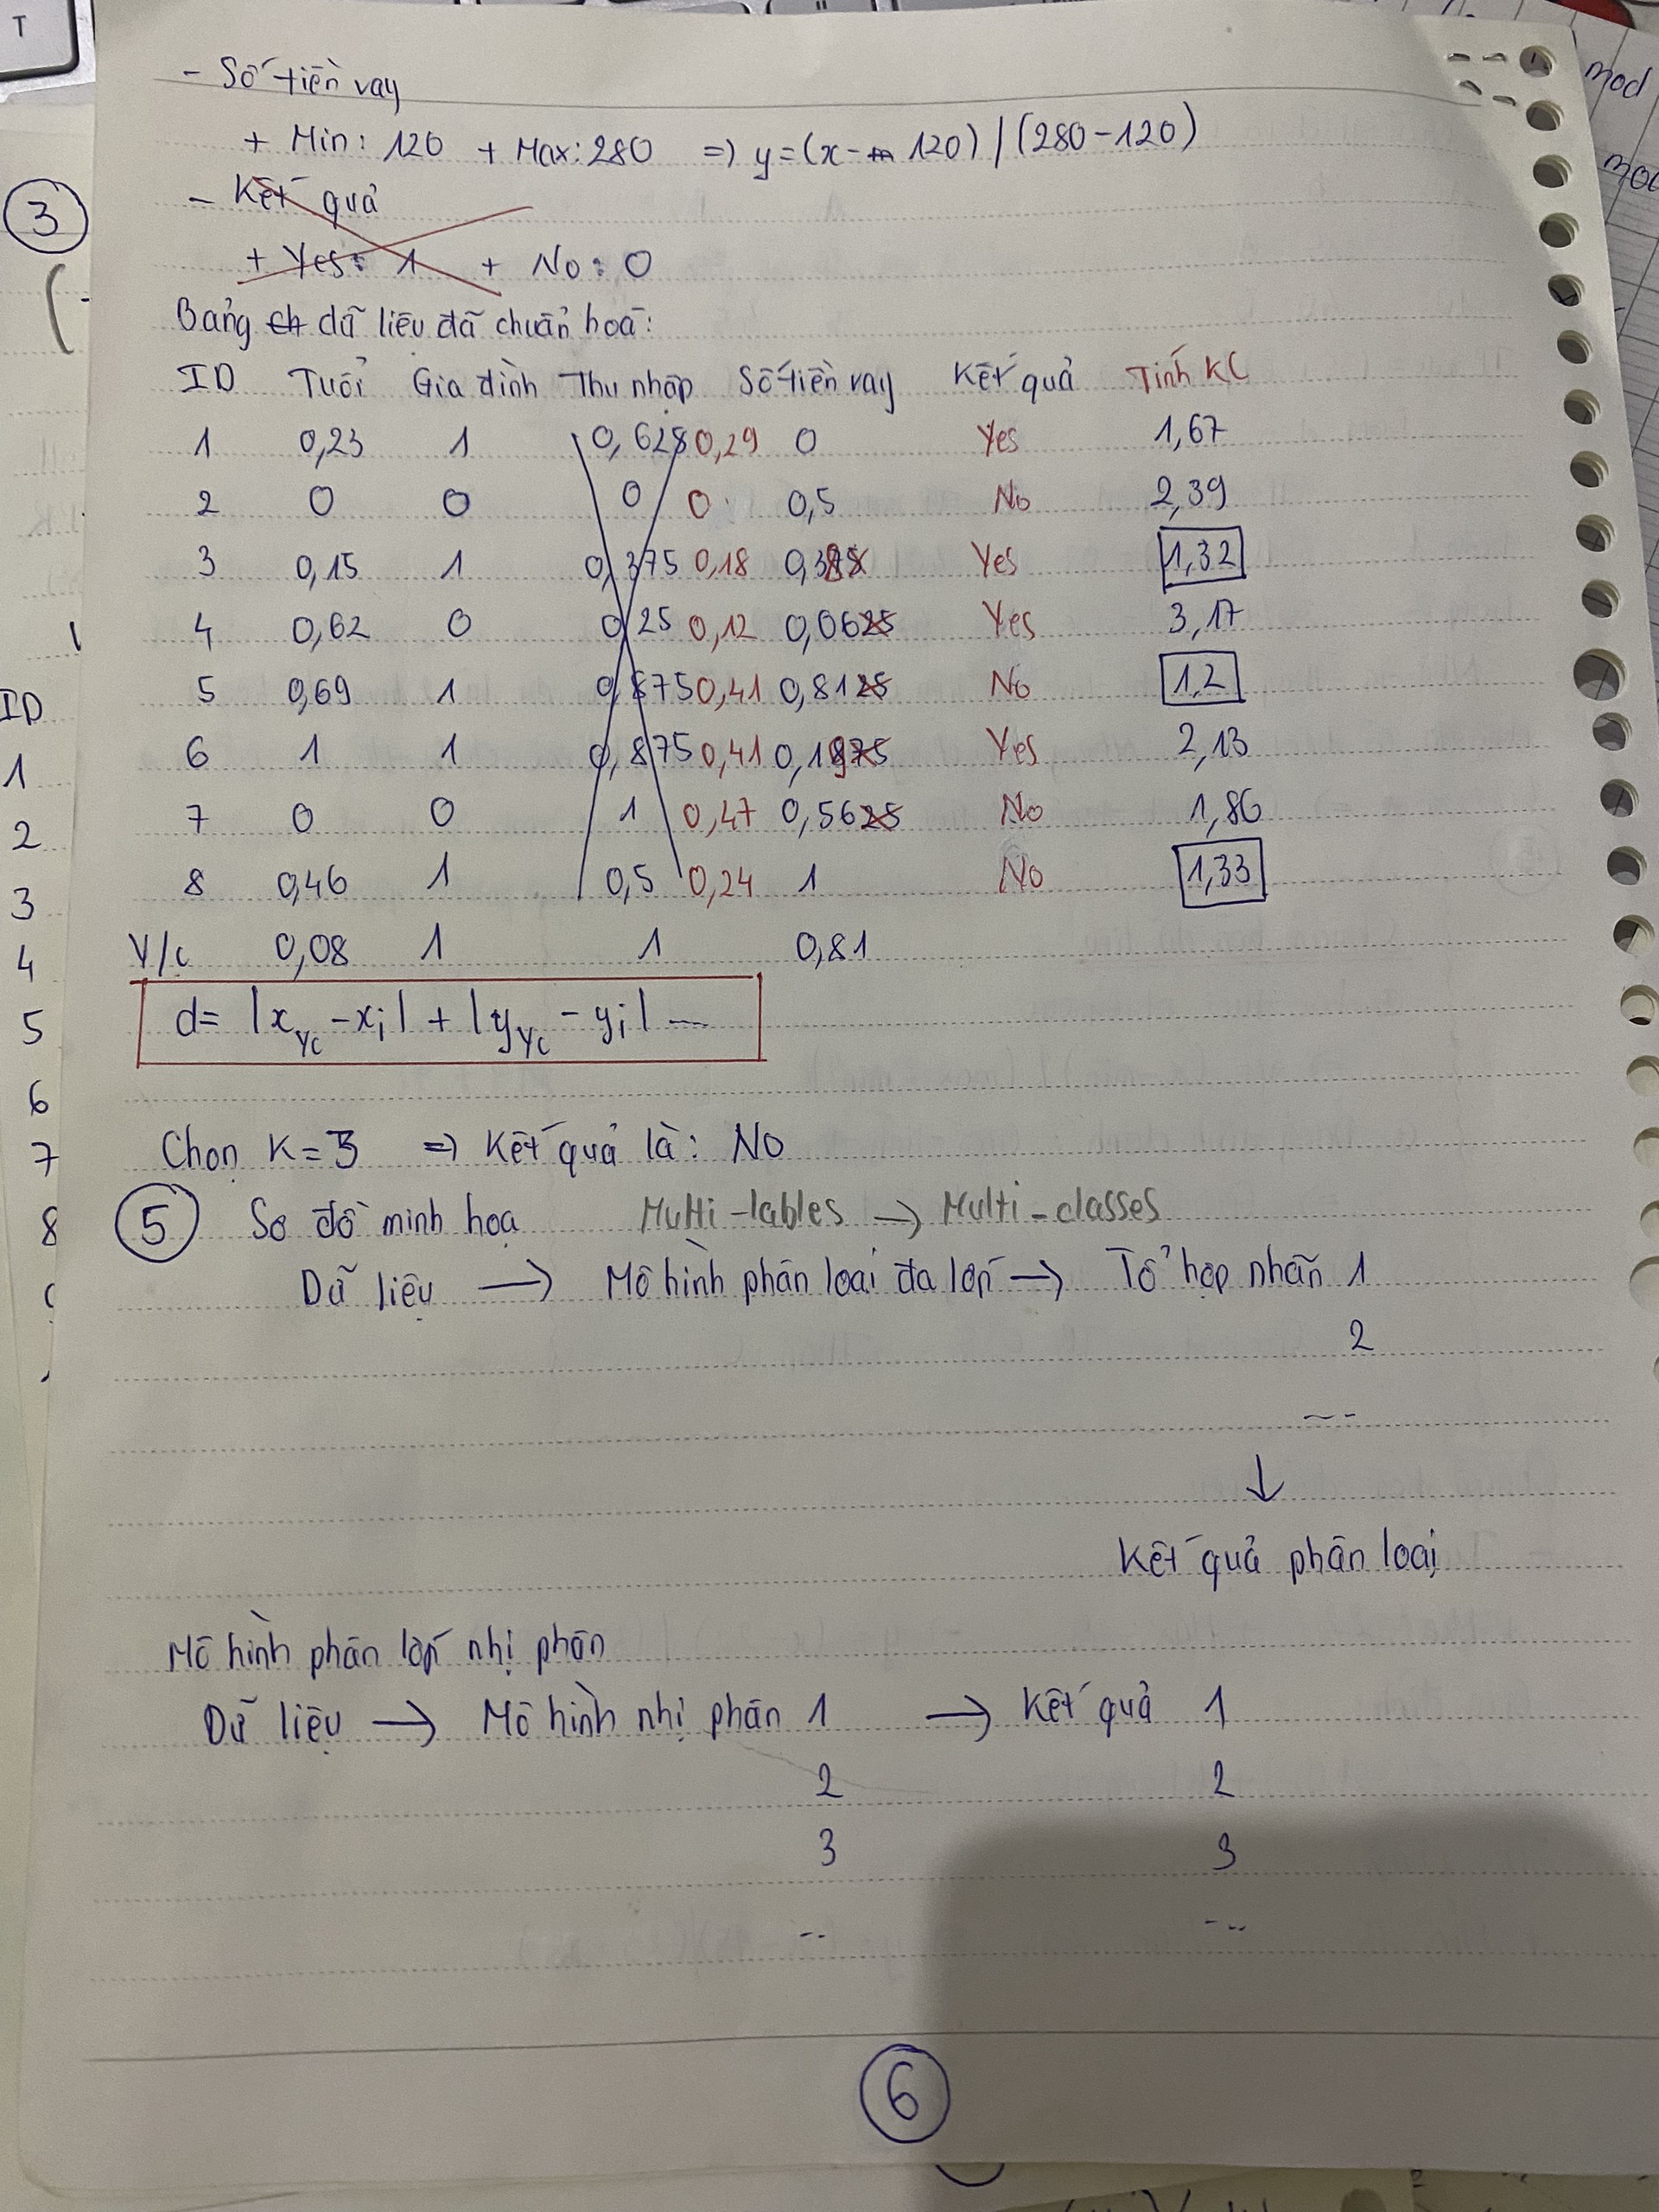 T
- Số tiền vay
+ Min: 120 + Max: 280 => y = (x - m 120) / (280 - 120)
- Kết quả
+ Yes: 1 + No: 0
Bảng ch dữ liệu đã chuẩn hoá:
ID Tuổi Gia đình Thu nhập Số tiền vay Kết quả Tính KC
1 0,23 1 0,628 0,29 0 Yes 1,67
2 0 0 0 0 0,5 No 2,39
3 0,15 1 0,375 0,18 0,38 Yes 1,32
4 0,62 0 0,25 0,12 0,0625 Yes 3,17
5 0,69 1 0,875 0,41 0,8125 No 1,2
6 1 1 0,875 0,41 0,19 Yes 2,13
7 0 0 1 0,47 0,5625 No 1,86
8 0,46 1 0,5 0,24 1 No 1,33
Y/c 0,08 1 1 0,81
d = |x_Yc - x_i| + |y_Yc - y_i| ...
Chọn K = 3 => Kết quả là: NO
5 Sơ đồ minh hoạ Multi-lables → Multi-classes
Dữ liệu → Mô hình phân loại đa lớp → Tổ hợp nhãn 1
2
...
↓
Kết quả phân loại
Mô hình phân lớp nhị phân
Dữ liệu → Mô hình nhị phân 1 → Kết quả 1
2 2
3 3
... ...
6
3
ID
1
2
3
4
5
6
7
8
mod